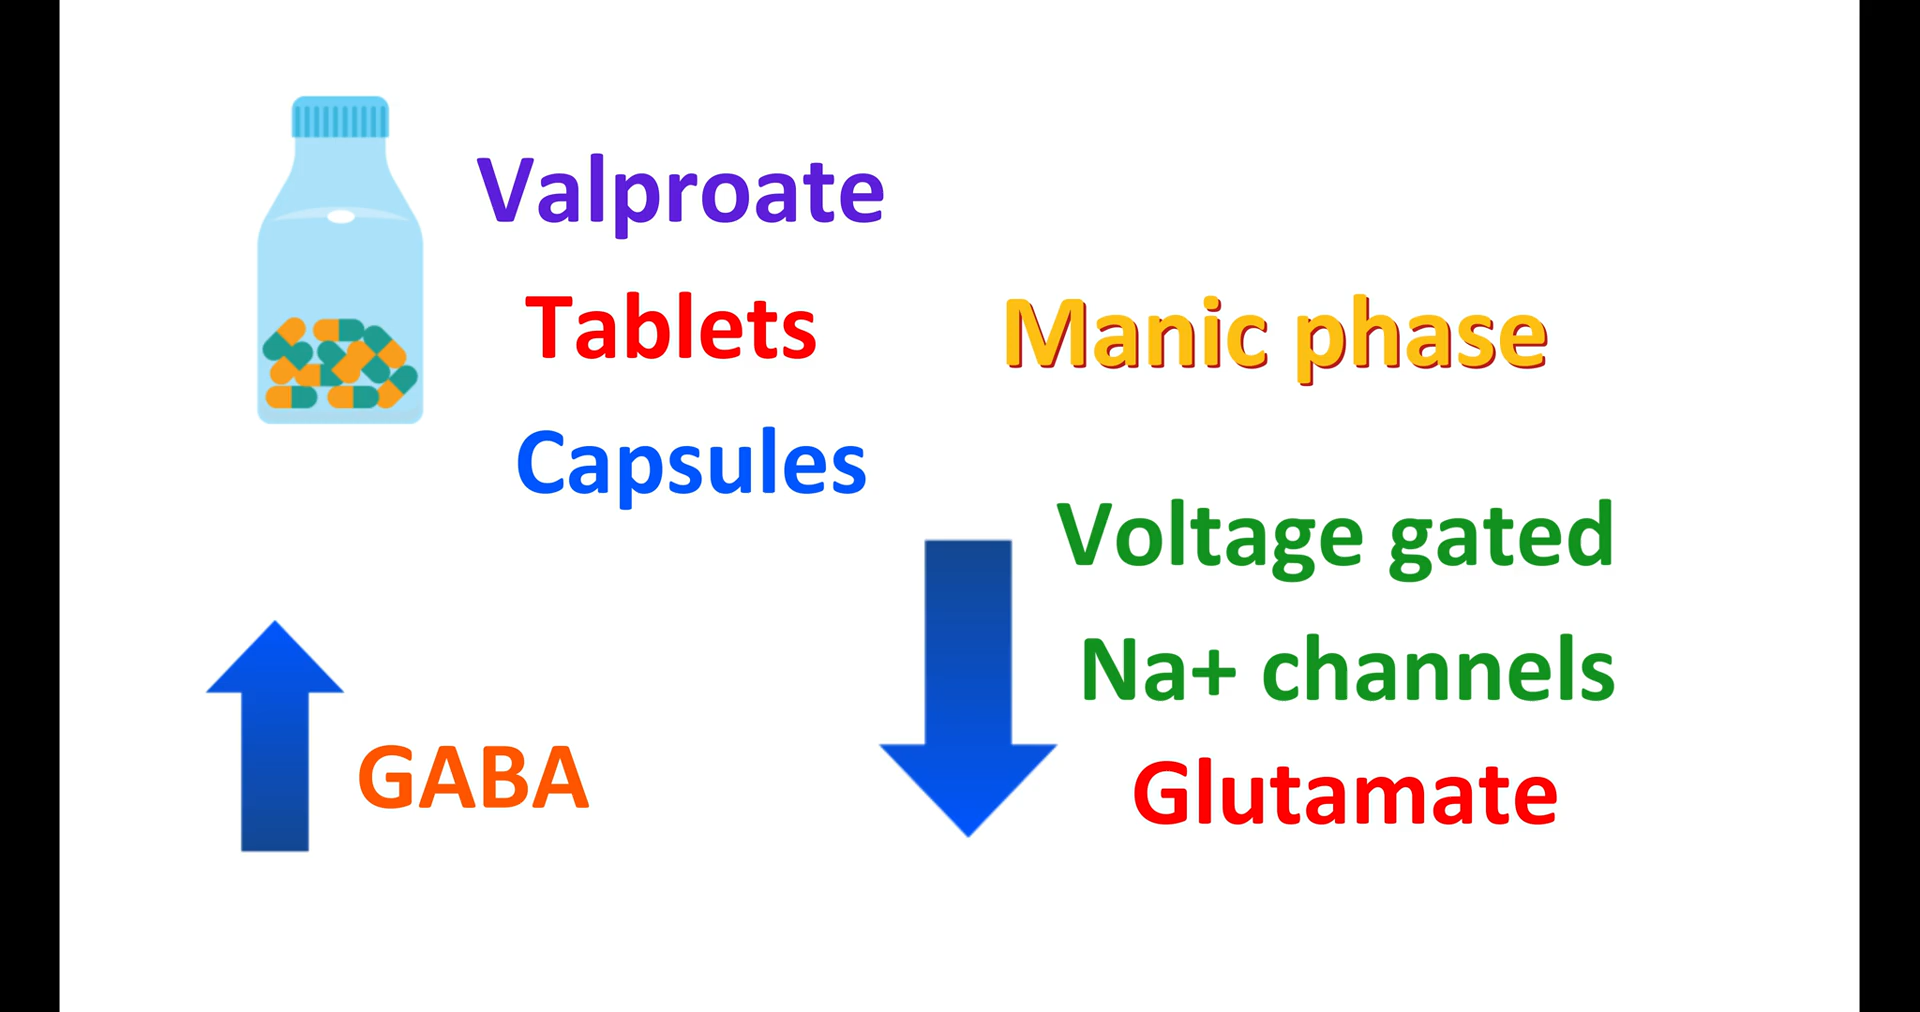 Valproate
Tablets
Capsules
Manic phase
Voltage gated
Na+ channels
Glutamate
GABA